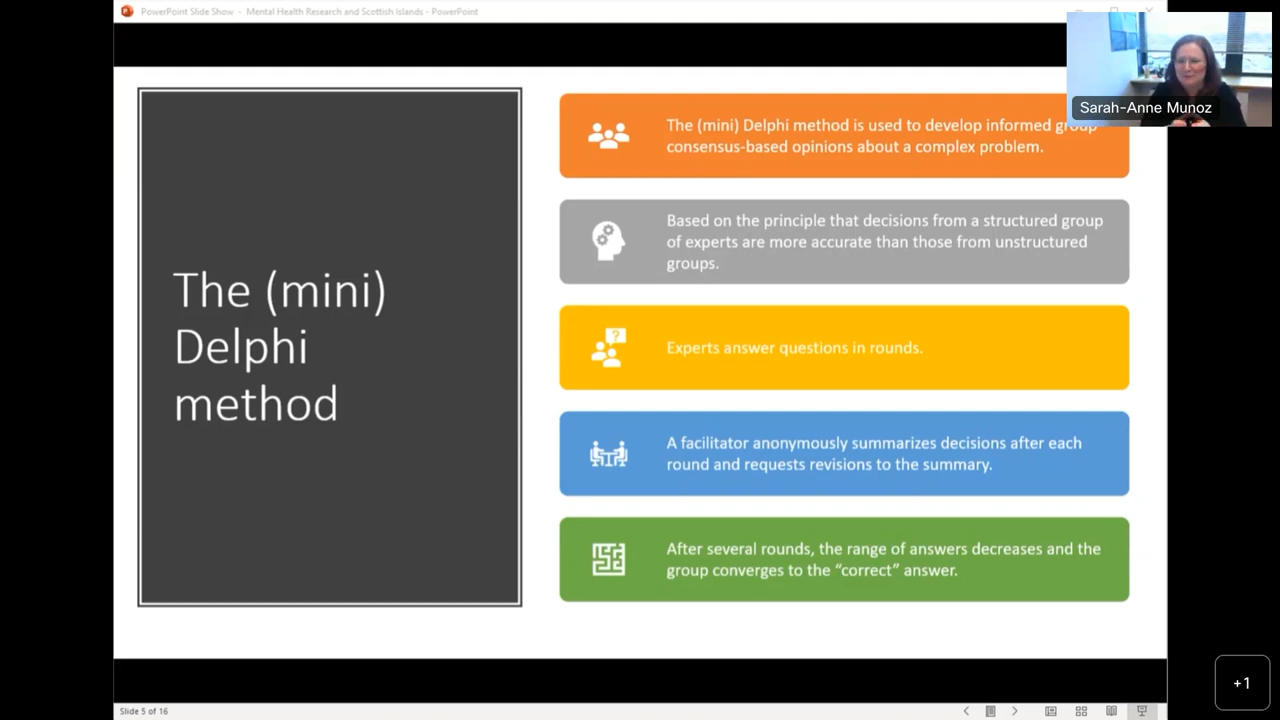 PowerPoint Slide Show - Mental Health Research and Scottish Islands - PowerPoint
Sarah-Anne Munoz
The (mini)
Delphi
method
The (mini) Delphi method is used to develop informed group
consensus-based opinions about a complex problem.
Based on the principle that decisions from a structured group
of experts are more accurate than those from unstructured
groups.
?
Experts answer questions in rounds.
A facilitator anonymously summarizes decisions after each
round and requests revisions to the summary.
After several rounds, the range of answers decreases and the
group converges to the “correct” answer.
+1
Slide 5 of 16